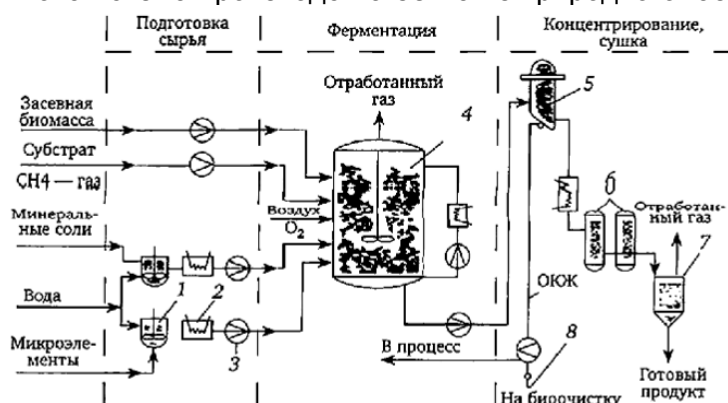 Подготовка
сырья
Ферментация
Концентрирование,
сушка
Засевная
биомасса
Субстрат
CH4 — газ
Минераль-
ные соли
Вода
Микроэле-
менты
1
2
3
Отработанный
газ
4
Воздух
O₂
5
6
Отработан-
ный газ
7
ОКЖ
8
В процесс
На биоочистку
Готовый
продукт